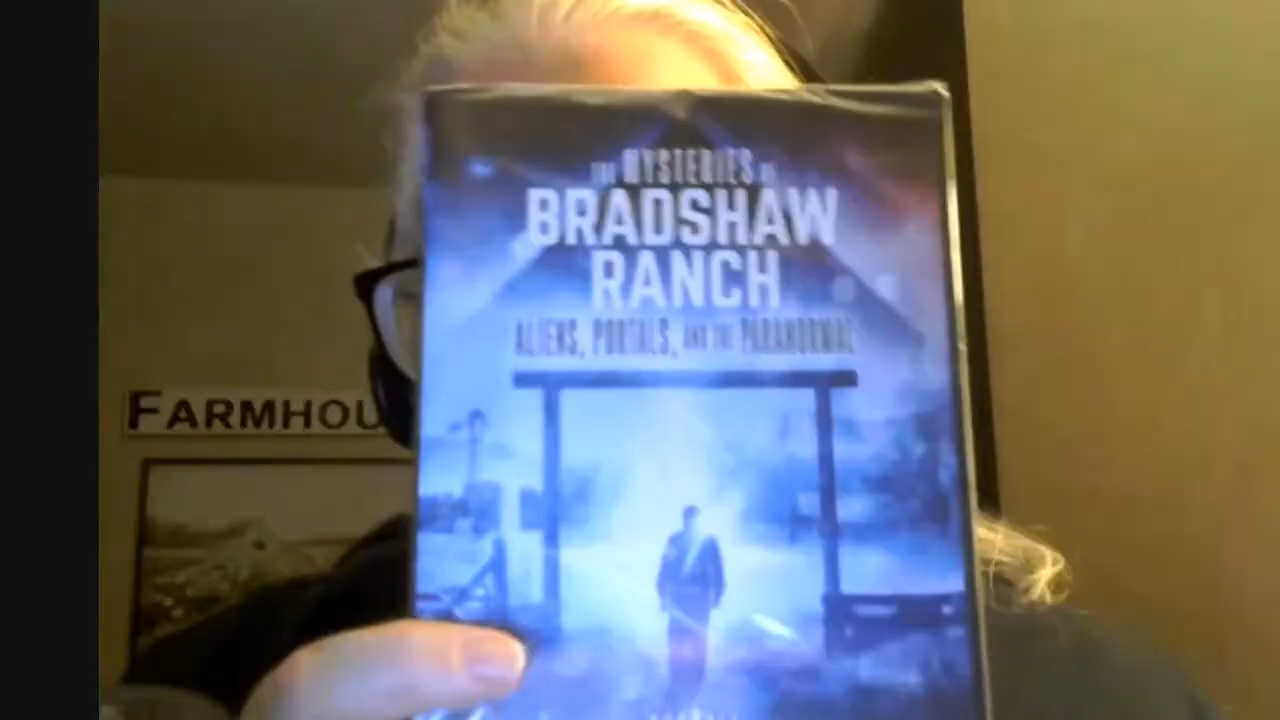 THE MYSTERIES OF
BRADSHAW
RANCH
ALIENS, PORTALS, AND THE PARANORMAL
FARMHOU